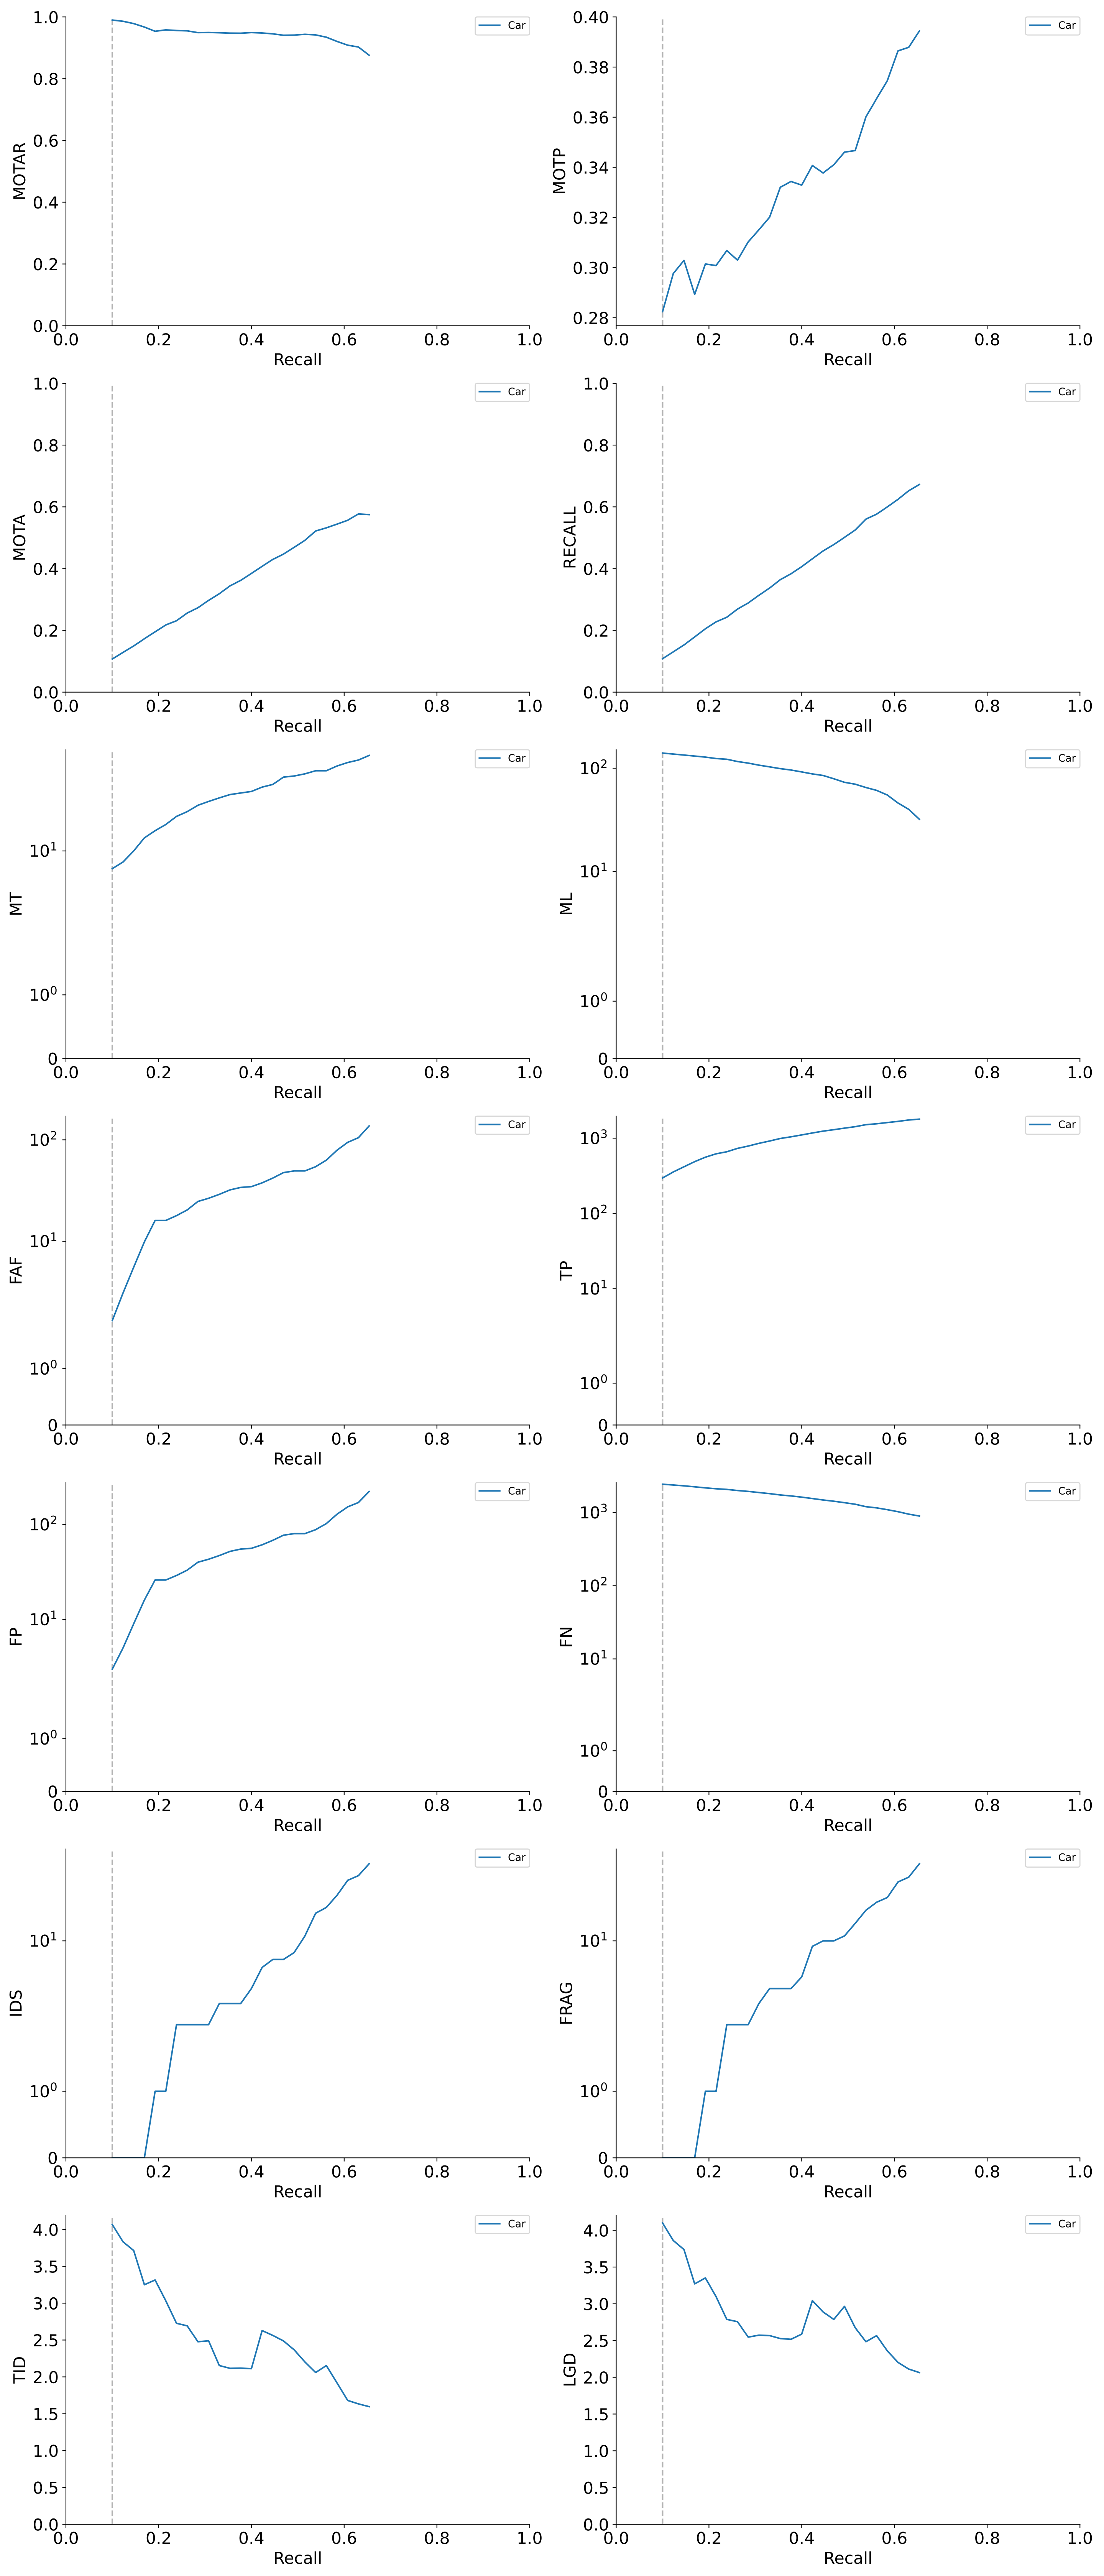 MOTAR
1.0
0.8
0.6
0.4
0.2
0.0
0.0 0.2 0.4 0.6 0.8 1.0
Recall
Car
MOTP
0.40
0.38
0.36
0.34
0.32
0.30
0.28
0.0 0.2 0.4 0.6 0.8 1.0
Recall
Car
MOTA
1.0
0.8
0.6
0.4
0.2
0.0
0.0 0.2 0.4 0.6 0.8 1.0
Recall
Car
RECALL
1.0
0.8
0.6
0.4
0.2
0.0
0.0 0.2 0.4 0.6 0.8 1.0
Recall
Car
MT
10¹
10⁰
0
0.0 0.2 0.4 0.6 0.8 1.0
Recall
Car
ML
10²
10¹
10⁰
0
0.0 0.2 0.4 0.6 0.8 1.0
Recall
Car
FAF
10²
10¹
10⁰
0
0.0 0.2 0.4 0.6 0.8 1.0
Recall
Car
TP
10³
10²
10¹
10⁰
0
0.0 0.2 0.4 0.6 0.8 1.0
Recall
Car
FP
10²
10¹
10⁰
0
0.0 0.2 0.4 0.6 0.8 1.0
Recall
Car
FN
10³
10²
10¹
10⁰
0
0.0 0.2 0.4 0.6 0.8 1.0
Recall
Car
IDS
10¹
10⁰
0
0.0 0.2 0.4 0.6 0.8 1.0
Recall
Car
FRAG
10¹
10⁰
0
0.0 0.2 0.4 0.6 0.8 1.0
Recall
Car
TID
4.0
3.5
3.0
2.5
2.0
1.5
1.0
0.5
0.0
0.0 0.2 0.4 0.6 0.8 1.0
Recall
Car
LGD
4.0
3.5
3.0
2.5
2.0
1.5
1.0
0.5
0.0
0.0 0.2 0.4 0.6 0.8 1.0
Recall
Car